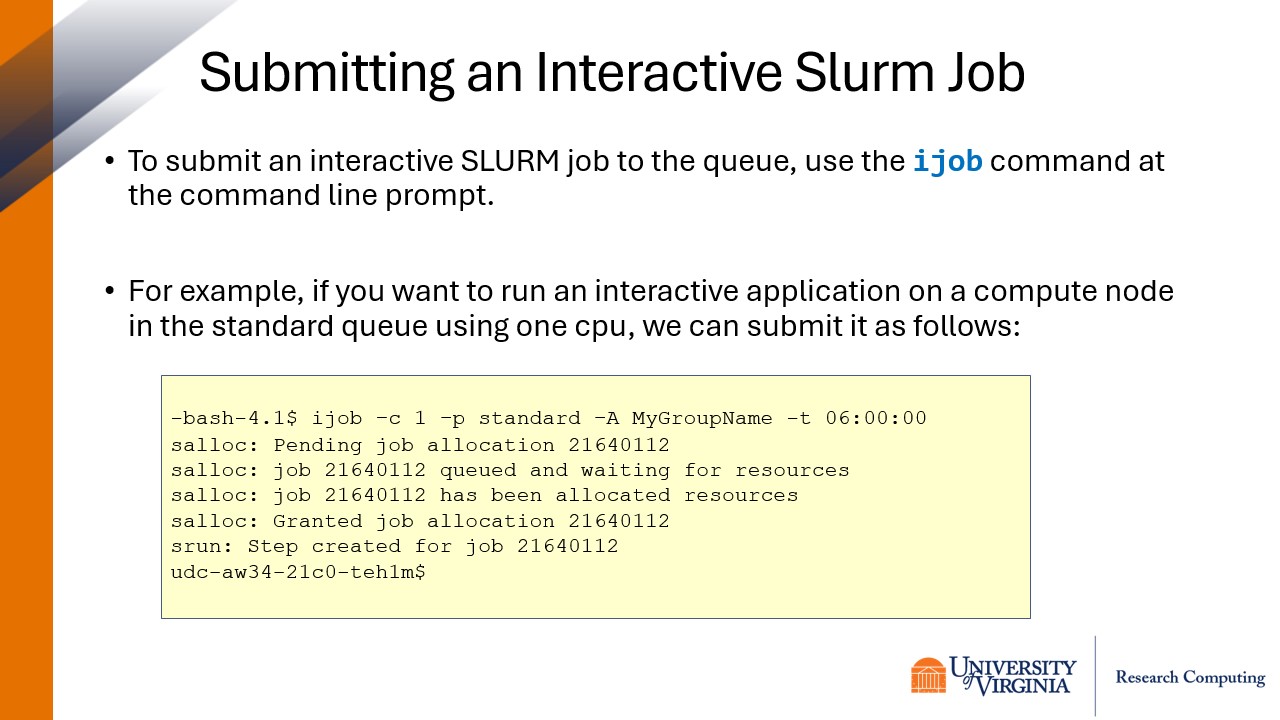 Submitting an Interactive Slurm Job
• To submit an interactive SLURM job to the queue, use the ijob command at
the command line prompt.
• For example, if you want to run an interactive application on a compute node
in the standard queue using one cpu, we can submit it as follows:
-bash-4.1$ ijob -c 1 -p standard -A MyGroupName -t 06:00:00
salloc: Pending job allocation 21640112
salloc: job 21640112 queued and waiting for resources
salloc: job 21640112 has been allocated resources
salloc: Granted job allocation 21640112
srun: Step created for job 21640112
udc-aw34-21c0-teh1m$
UNIVERSITY
of VIRGINIA
Research Computing